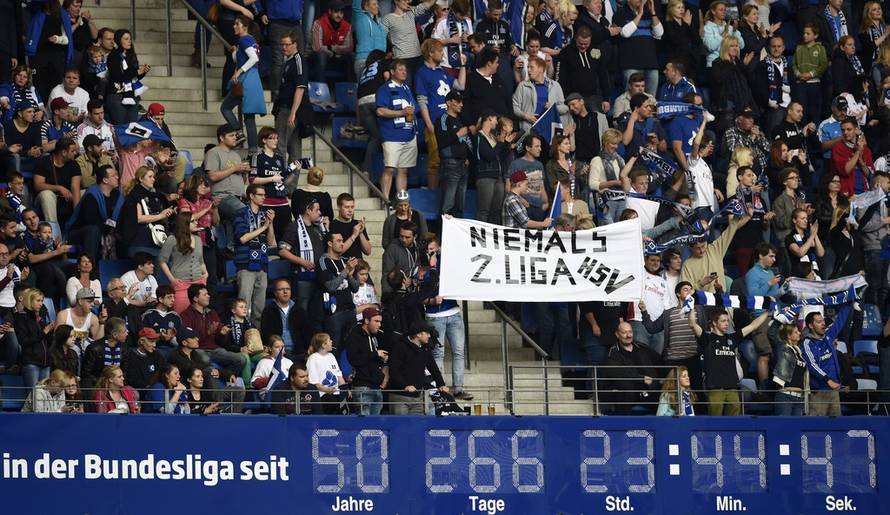 NIEMALS
2. LIGA HSV
in der Bundesliga seit 50 266 23 : 44 : 47
Jahre Tage Std. Min. Sek.